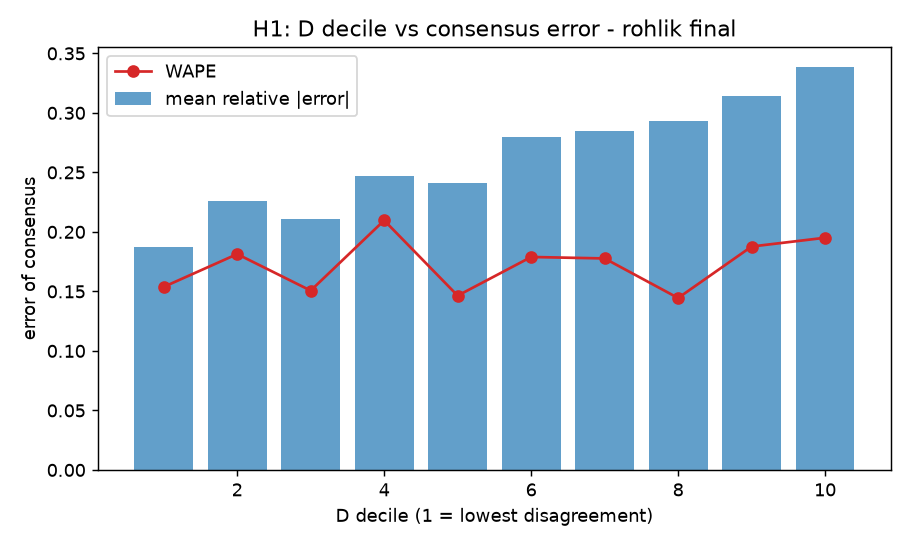 H1: D decile vs consensus error - rohlik final
WAPE
mean relative |error|
error of consensus
0.35
0.30
0.25
0.20
0.15
0.10
0.05
0.00
2 4 6 8 10
D decile (1 = lowest disagreement)